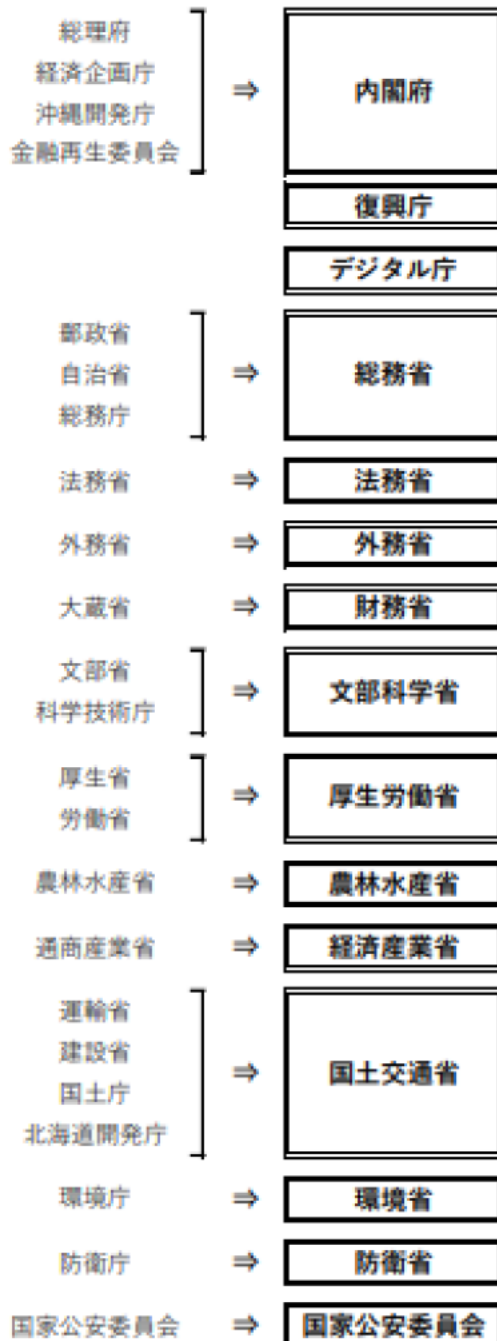 総理府
経済企画庁
沖縄開発庁
金融再生委員会
⇒
内閣府
復興庁
デジタル庁
郵政省
自治省
総務庁
⇒
総務省
法務省 ⇒ 法務省
外務省 ⇒ 外務省
大蔵省 ⇒ 財務省
文部省
科学技術庁
⇒
文部科学省
厚生省
労働省
⇒
厚生労働省
農林水産省 ⇒ 農林水産省
通商産業省 ⇒ 経済産業省
運輸省
建設省
国土庁
北海道開発庁
⇒
国土交通省
環境庁 ⇒ 環境省
防衛庁 ⇒ 防衛省
国家公安委員会 ⇒ 国家公安委員会